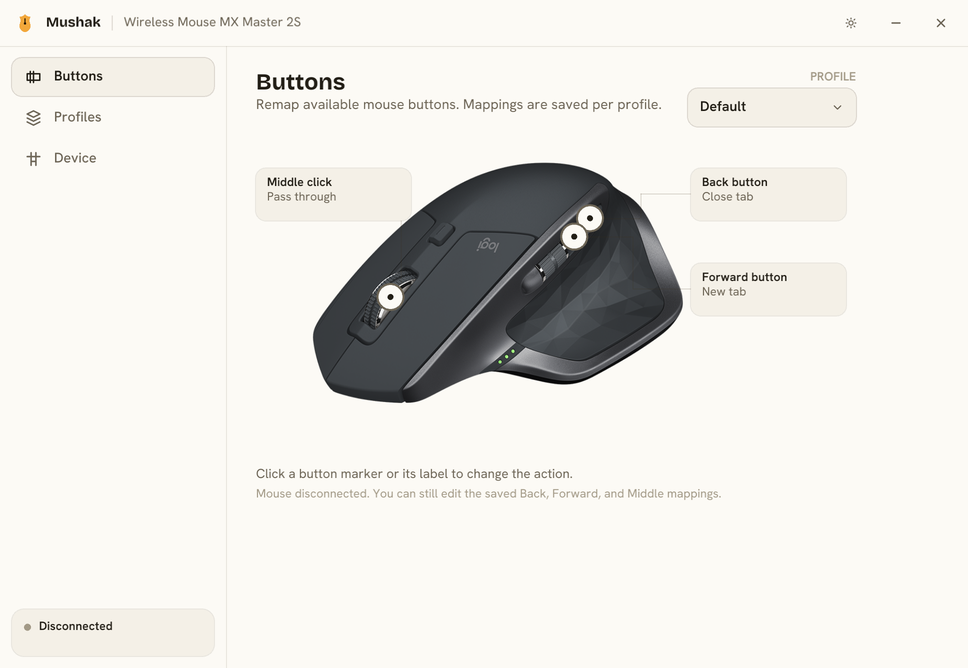 Mushak
Wireless Mouse MX Master 2S
Buttons
Profiles
Device
Disconnected
Buttons
Remap available mouse buttons. Mappings are saved per profile.
PROFILE
Default
Middle click
Pass through
Back button
Close tab
Forward button
New tab
logi
Click a button marker or its label to change the action.
Mouse disconnected. You can still edit the saved Back, Forward, and Middle mappings.